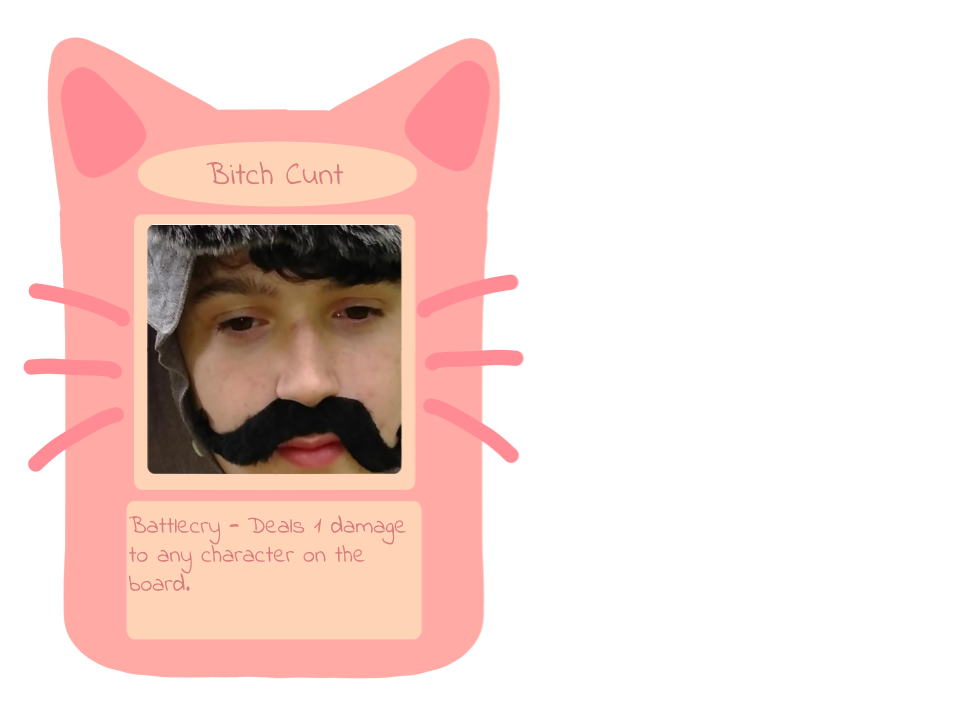 Bitch Cunt
Battlecry - Deals 1 damage
to any character on the
board.